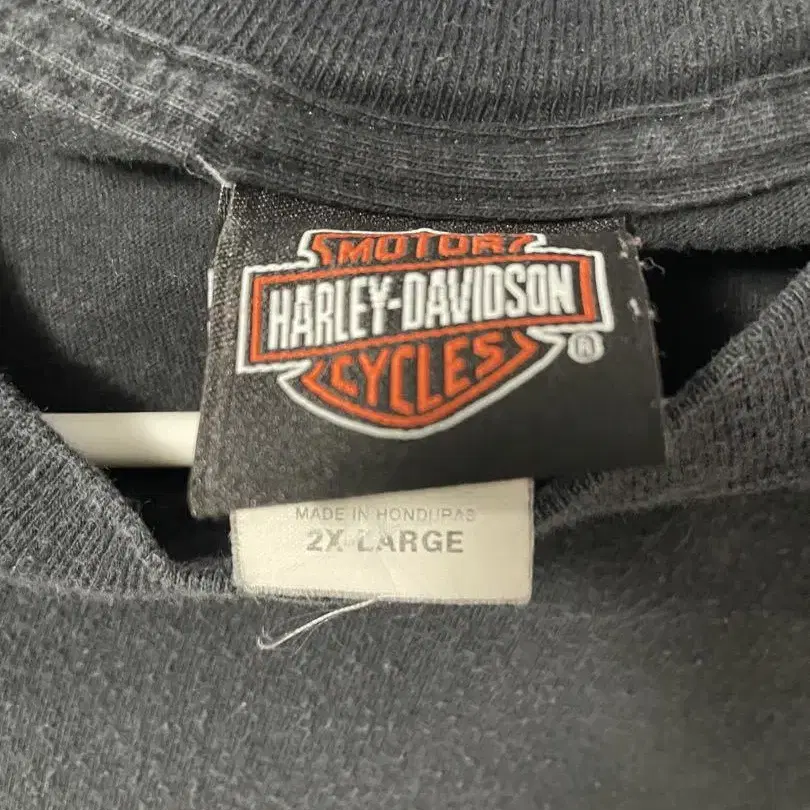 MOTOR
HARLEY-DAVIDSON
CYCLES
®
MADE IN HONDURAS
2X-LARGE